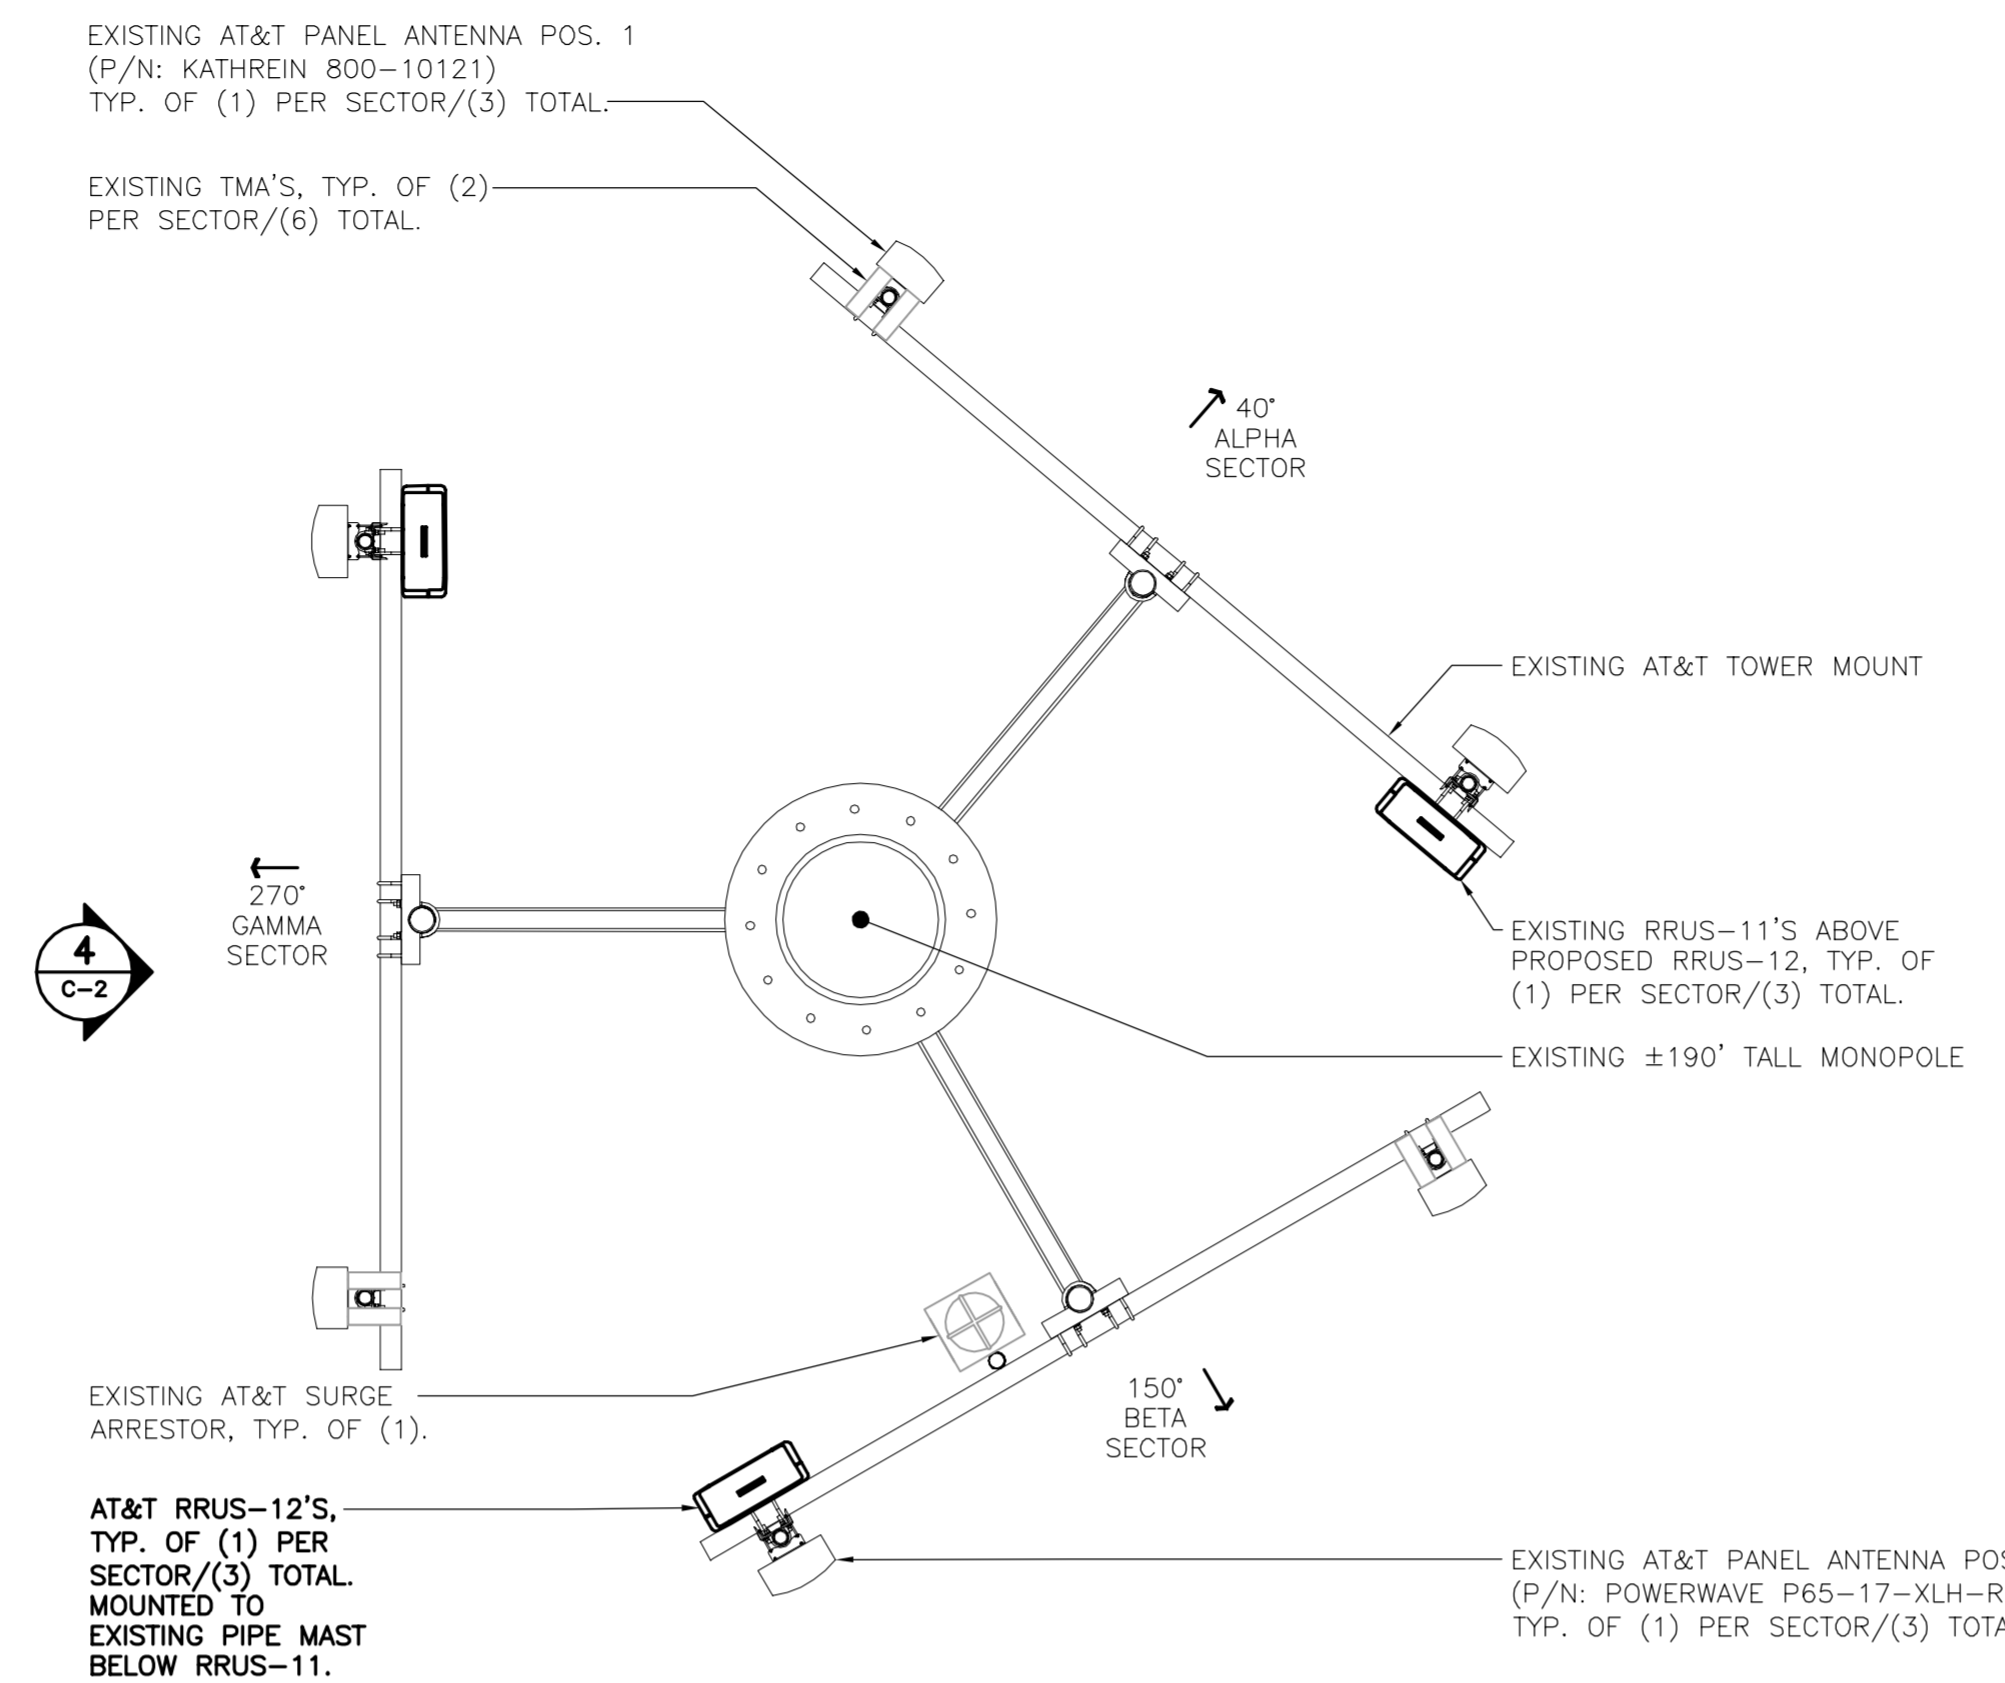 EXISTING AT&T PANEL ANTENNA POS. 1
(P/N: KATHREIN 800-10121)
TYP. OF (1) PER SECTOR/(3) TOTAL.
EXISTING TMA'S, TYP. OF (2)
PER SECTOR/(6) TOTAL.
40°
ALPHA
SECTOR
EXISTING AT&T TOWER MOUNT
270°
GAMMA
SECTOR
4
C-2
EXISTING RRUS-11'S ABOVE
PROPOSED RRUS-12, TYP. OF
(1) PER SECTOR/(3) TOTAL.
EXISTING ±190' TALL MONOPOLE
EXISTING AT&T SURGE
ARRESTOR, TYP. OF (1).
150°
BETA
SECTOR
AT&T RRUS-12'S,
TYP. OF (1) PER
SECTOR/(3) TOTAL.
MOUNTED TO
EXISTING PIPE MAST
BELOW RRUS-11.
EXISTING AT&T PANEL ANTENNA
(P/N: POWERWAVE P65-17-XLH-R
TYP. OF (1) PER SECTOR/(3)